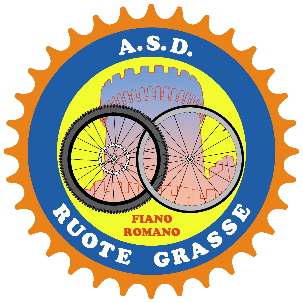 A.S.D.
FIANO
ROMANO
RUOTE GRASSE